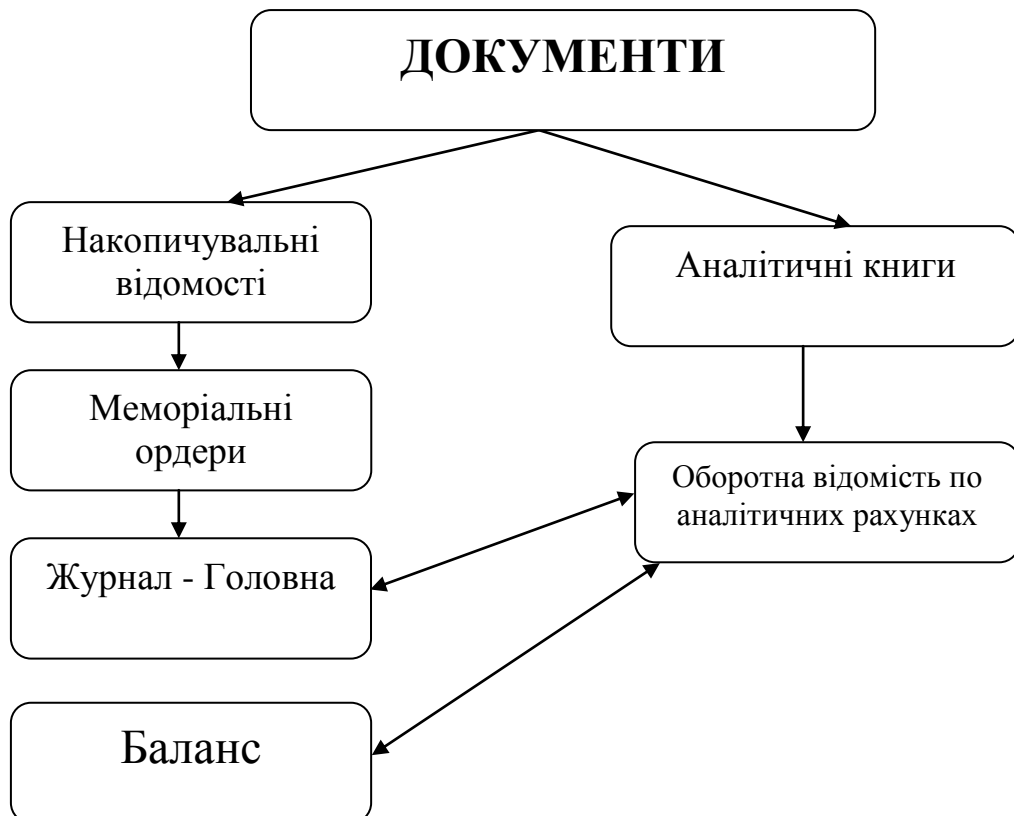 ДОКУМЕНТИ
Накопичувальні
відомості
Аналітичні книги
Меморіальні
ордери
Оборотна відомість по
аналітичних рахунках
Журнал - Головна
Баланс